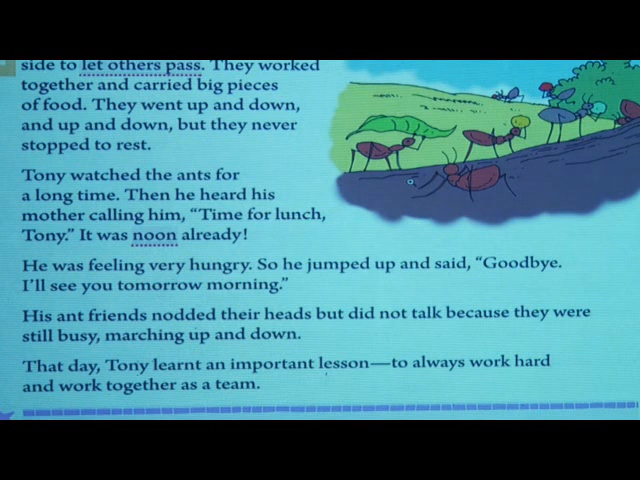 side to let others pass. They worked
together and carried big pieces
of food. They went up and down,
and up and down, but they never
stopped to rest.
Tony watched the ants for
a long time. Then he heard his
mother calling him, “Time for lunch,
Tony.” It was noon already!
He was feeling very hungry. So he jumped up and said, “Goodbye.
I’ll see you tomorrow morning.”
His ant friends nodded their heads but did not talk because they were
still busy, marching up and down.
That day, Tony learnt an important lesson—to always work hard
and work together as a team.